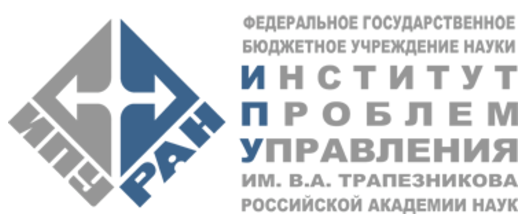 ИПУ РАН
ФЕДЕРАЛЬНОЕ ГОСУДАРСТВЕННОЕ
БЮДЖЕТНОЕ УЧРЕЖДЕНИЕ НАУКИ
ИНСТИТУТ
ПРОБЛЕМ
УПРАВЛЕНИЯ
ИМ. В.А. ТРАПЕЗНИКОВА
РОССИЙСКОЙ АКАДЕМИИ НАУК